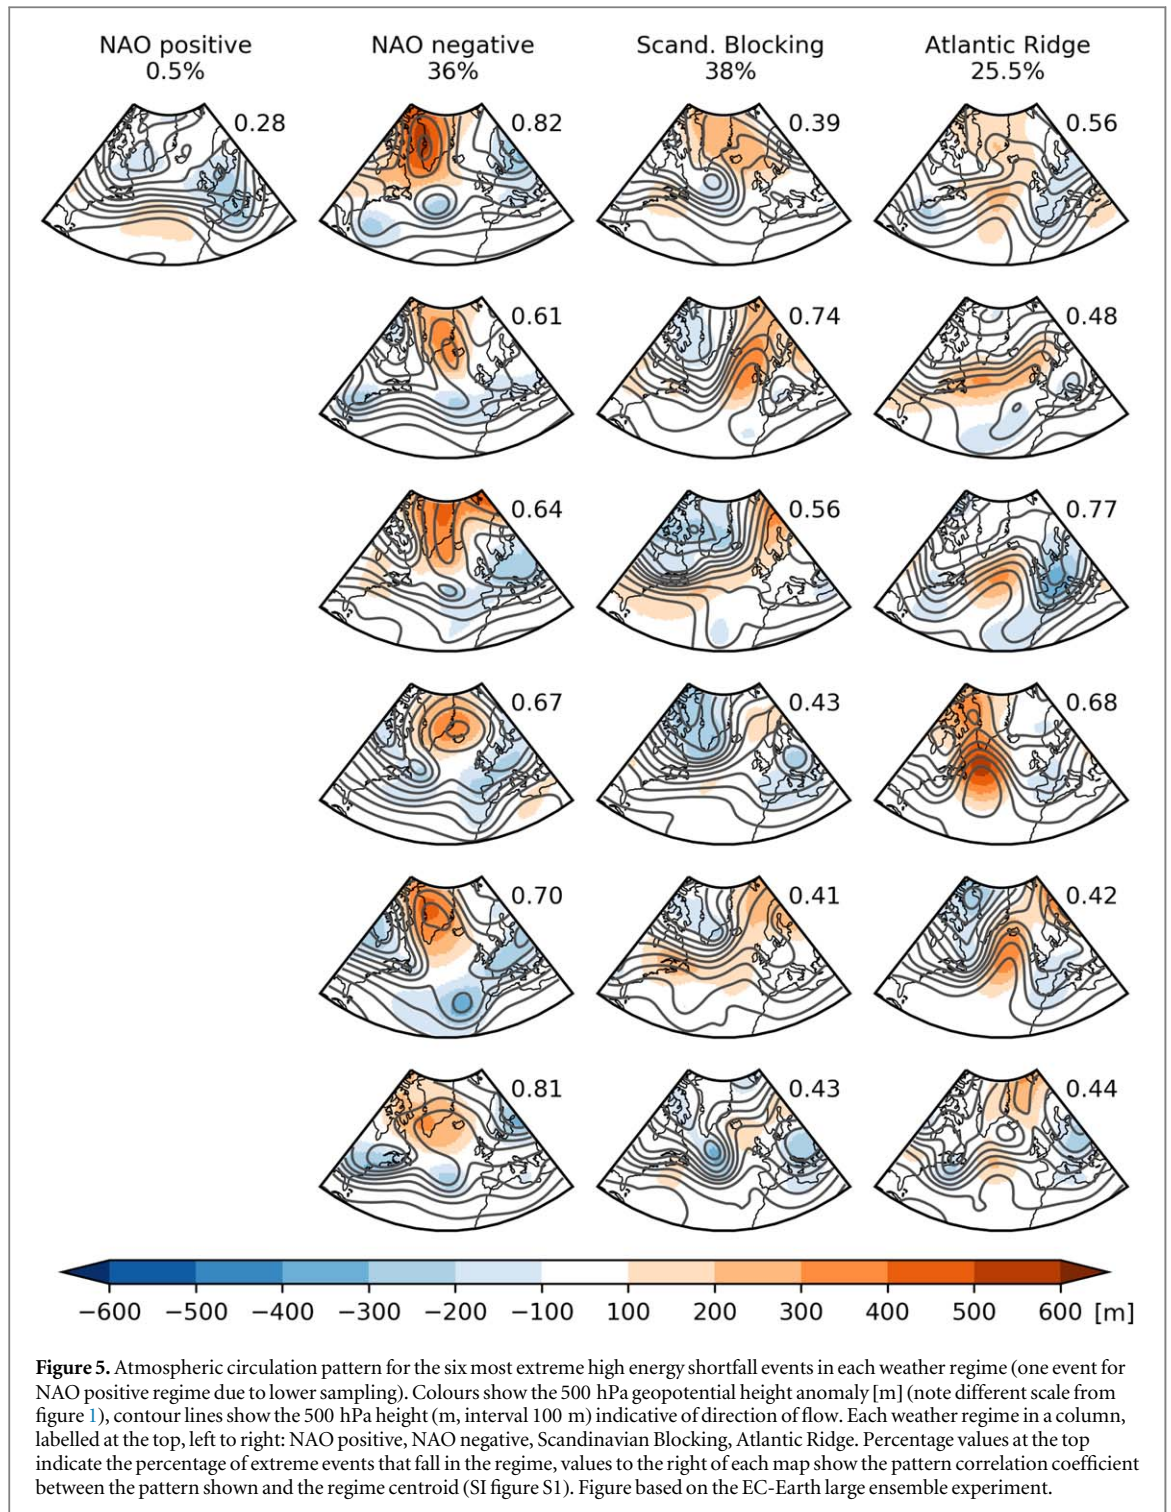 NAO positive
0.5%
NAO negative
36%
Scand. Blocking
38%
Atlantic Ridge
25.5%
0.28
0.82
0.39
0.56
0.61
0.74
0.48
0.64
0.56
0.77
0.67
0.43
0.68
0.70
0.41
0.42
0.81
0.43
0.44
−600 −500 −400 −300 −200 −100 100 200 300 400 500 600 [m]
Figure 5. Atmospheric circulation pattern for the six most extreme high energy shortfall events in each weather regime (one event for
NAO positive regime due to lower sampling). Colours show the 500 hPa geopotential height anomaly [m] (note different scale from
figure 1), contour lines show the 500 hPa height (m, interval 100 m) indicative of direction of flow. Each weather regime in a column,
labelled at the top, left to right: NAO positive, NAO negative, Scandinavian Blocking, Atlantic Ridge. Percentage values at the top
indicate the percentage of extreme events that fall in the regime, values to the right of each map show the pattern correlation coefficient
between the pattern shown and the regime centroid (SI figure S1). Figure based on the EC-Earth large ensemble experiment.